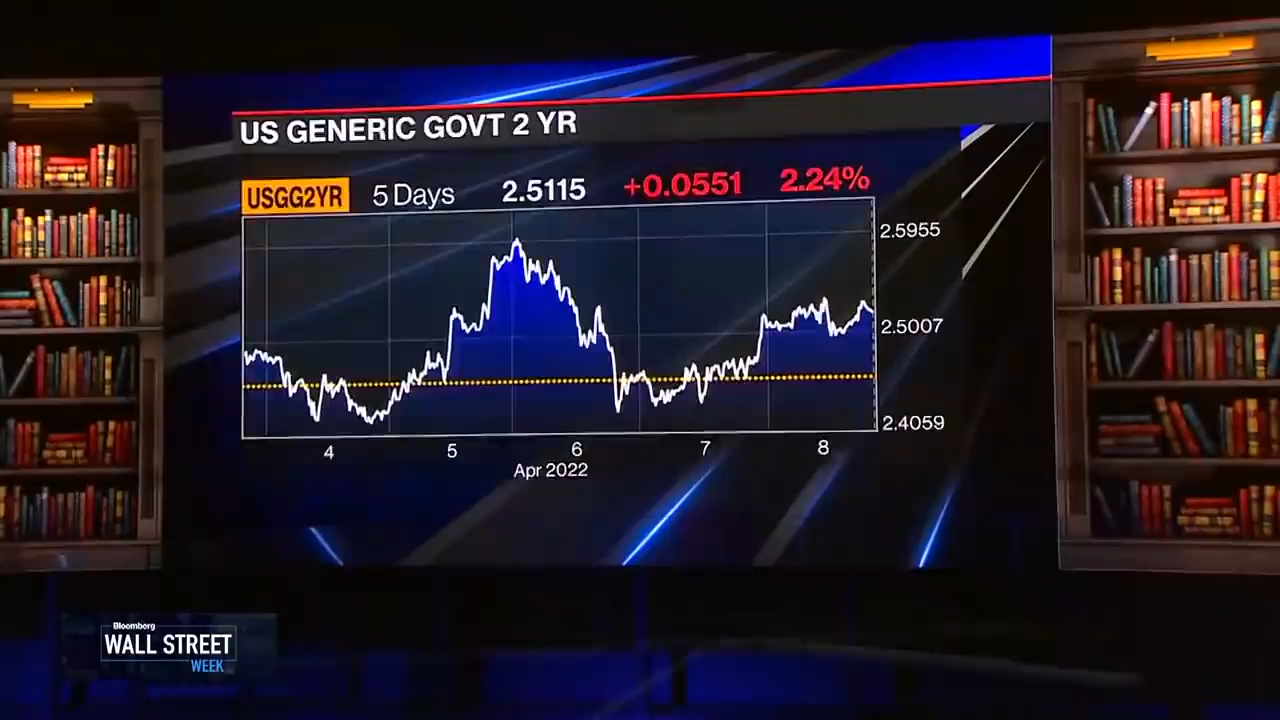 US GENERIC GOVT 2 YR
USGG2YR 5 Days 2.5115 +0.0551 2.24%
2.5955
2.5007
2.4059
4 5 6 7 8
Apr 2022
Bloomberg
WALL STREET
WEEK